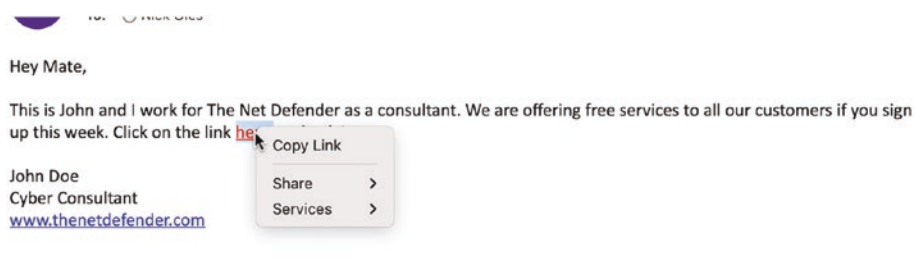 Hey Mate,
This is John and I work for The Net Defender as a consultant. We are offering free services to all our customers if you sign
up this week. Click on the link
Copy Link
Share
Services
John Doe
Cyber Consultant
www.thenetdefender.com